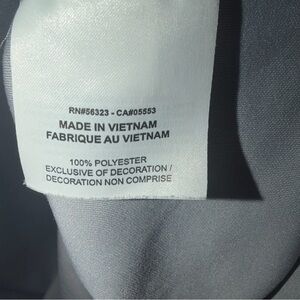 RN#56323 - CA#05553
MADE IN VIETNAM
FABRIQUE AU VIETNAM
100% POLYESTER
EXCLUSIVE OF DECORATION /
DECORATION NON COMPRISE